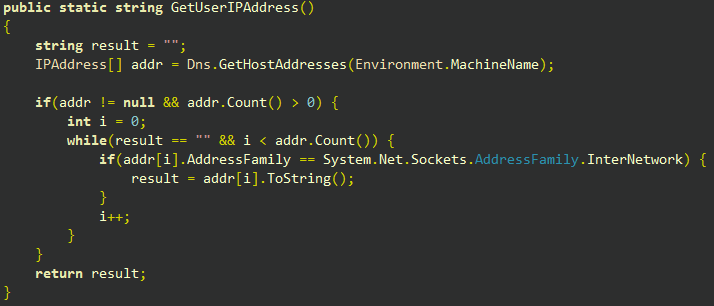 public static string GetUserIPAddress()
{
    string result = "";
    IPAddress[] addr = Dns.GetHostAddresses(Environment.MachineName);

    if(addr != null && addr.Count() > 0) {
        int i = 0;
        while(result == "" && i < addr.Count()) {
            if(addr[i].AddressFamily == System.Net.Sockets.AddressFamily.InterNetwork) {
                result = addr[i].ToString();
            }
            i++;
        }
    }
    return result;
}